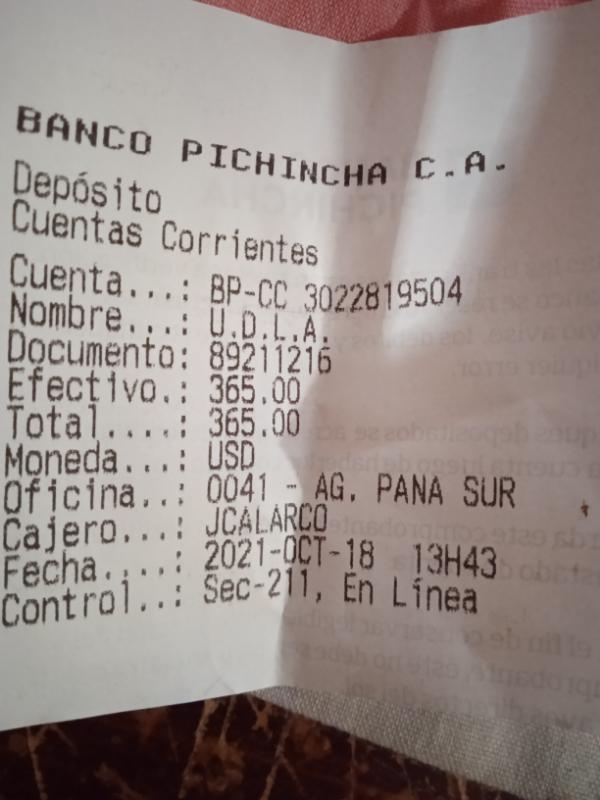 BANCO PICHINCHA C.A.
Depósito
Cuentas Corrientes
Cuenta...: BP-CC 3022819504
Nombre...: U.D.L.A.
Documento: 89211216
Efectivo.: 365.00
Total....: 365.00
Moneda...: USD
Oficina..: 0041 - AG. PANA SUR
Cajero...: JCALARCO
Fecha....: 2021-OCT-18 13H43
Control..: Sec-211, En Línea